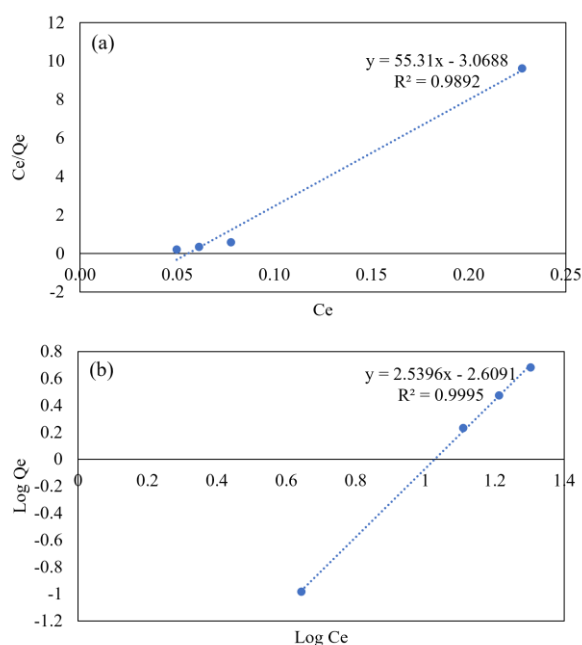 (a)
y = 55.31x - 3.0688
R² = 0.9892
12
10
8
6
4
2
0
-2
0.00 0.05 0.10 0.15 0.20 0.25
Ce/Qe
Ce
(b)
y = 2.5396x - 2.6091
R² = 0.9995
0.8
0.6
0.4
0.2
0
-0.2
-0.4
-0.6
-0.8
-1
-1.2
0 0.2 0.4 0.6 0.8 1 1.2 1.4
Log Qe
Log Ce